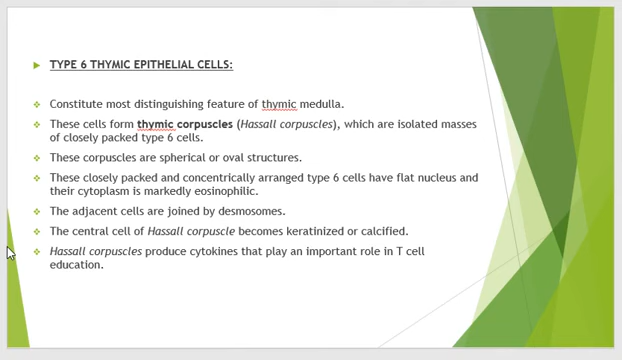 TYPE 6 THYMIC EPITHELIAL CELLS:
Constitute most distinguishing feature of thymic medulla.
These cells form thymic corpuscles (Hassall corpuscles), which are isolated masses
of closely packed type 6 cells.
These corpuscles are spherical or oval structures.
These closely packed and concentrically arranged type 6 cells have flat nucleus and
their cytoplasm is markedly eosinophilic.
The adjacent cells are joined by desmosomes.
The central cell of Hassall corpuscle becomes keratinized or calcified.
Hassall corpuscles produce cytokines that play an important role in T cell
education.